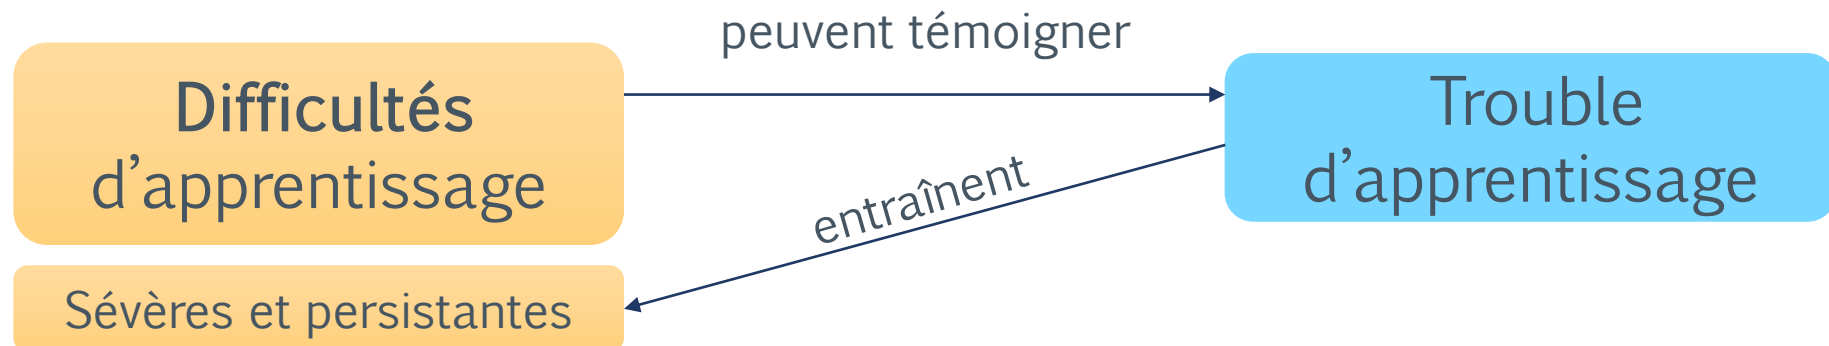 peuvent témoigner
Difficultés
d’apprentissage
Trouble
d’apprentissage
entraînent
Sévères et persistantes